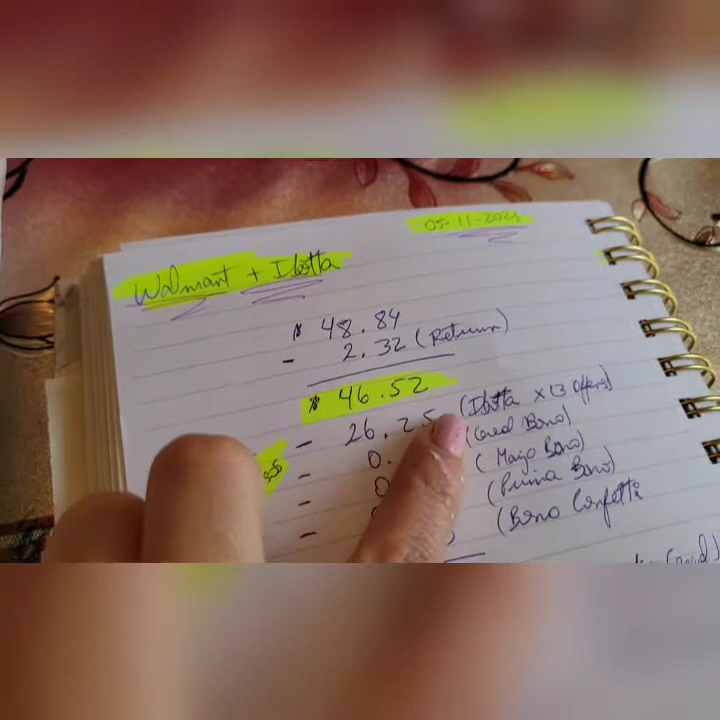 05-11-2021
Walmart + Ibotta
$ 48.84
- 2.32 (Return)
$ 46.52
- 26.25 (Ibotta x 13 offers)
- 0. Bono)
- 0 (Mayo Bono)
- (Prima Bono)
(Bono Confetti